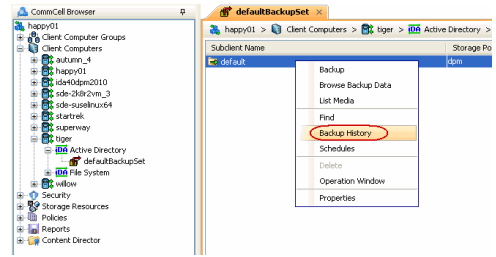 CommCell Browser
happy01
Client Computer Groups
Client Computers
autumn_4
happy01
ida40dpm2010
sde-2k8r2vm_3
sde-suselinux64
startrek
superway
tiger
iDA Active Directory
defaultBackupSet
iDA File System
willow
Security
Storage Resources
Policies
Reports
Content Director
defaultBackupSet
happy01 > Client Computers > tiger > iDA Active Directory >
Subclient Name Storage Po
default dpm
Backup
Browse Backup Data
List Media
Find
Backup History
Schedules
Delete
Operation Window
Properties